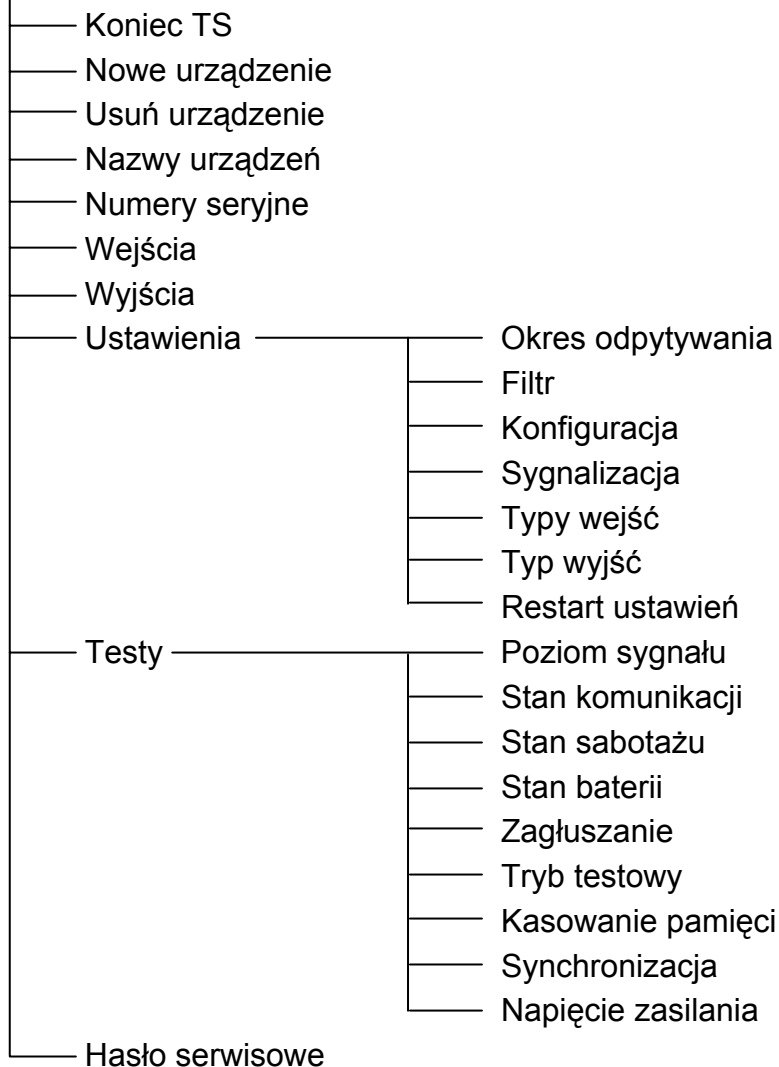 Koniec TS
Nowe urządzenie
Usuń urządzenie
Nazwy urządzeń
Numery seryjne
Wejścia
Wyjścia
Ustawienia
Okres odpytywania
Filtr
Konfiguracja
Sygnalizacja
Typy wejść
Typ wyjść
Restart ustawień
Testy
Poziom sygnału
Stan komunikacji
Stan sabotażu
Stan baterii
Zagłuszanie
Tryb testowy
Kasowanie pamięci
Synchronizacja
Napięcie zasilania
Hasło serwisowe